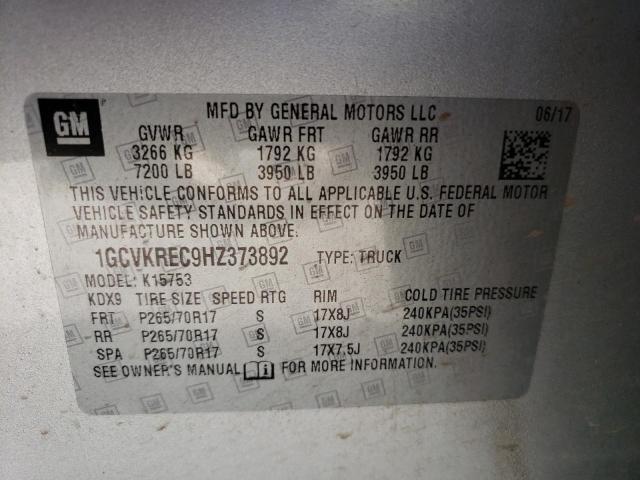 GM
MFD BY GENERAL MOTORS LLC 06/17
GVWR GAWR FRT GAWR RR
3266 KG 1792 KG 1792 KG
7200 LB 3950 LB 3950 LB
THIS VEHICLE CONFORMS TO ALL APPLICABLE U.S. FEDERAL MOTOR
VEHICLE SAFETY STANDARDS IN EFFECT ON THE DATE OF
MANUFACTURE SHOWN ABOVE.
1GCVKREC9HZ373892 TYPE: TRUCK
MODEL: K15753
KDX9 TIRE SIZE SPEED RTG RIM COLD TIRE PRESSURE
FRT P265/70R17 S 17X8J 240KPA(35PSI)
RR P265/70R17 S 17X8J 240KPA(35PSI)
SPA P265/70R17 S 17X7.5J 240KPA(35PSI)
SEE OWNER'S MANUAL FOR MORE INFORMATION.